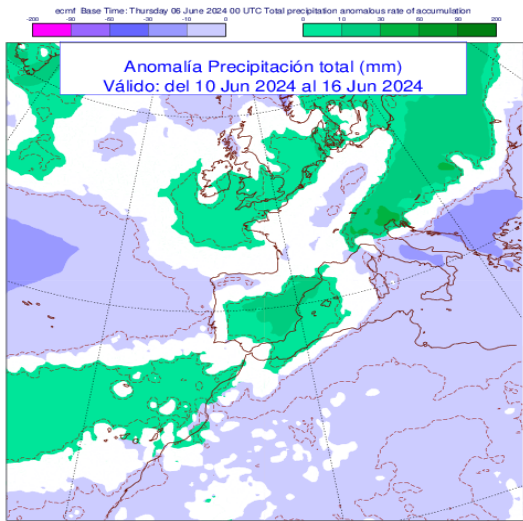 ecmf Base Time: Thursday 06 June 2024 00 UTC Total precipitation anomalous rate of accumulation
-200 -90 -60 -30 -10 0 0 10 30 60 90 200
Anomalía Precipitación total (mm)
Válido: del 10 Jun 2024 al 16 Jun 2024